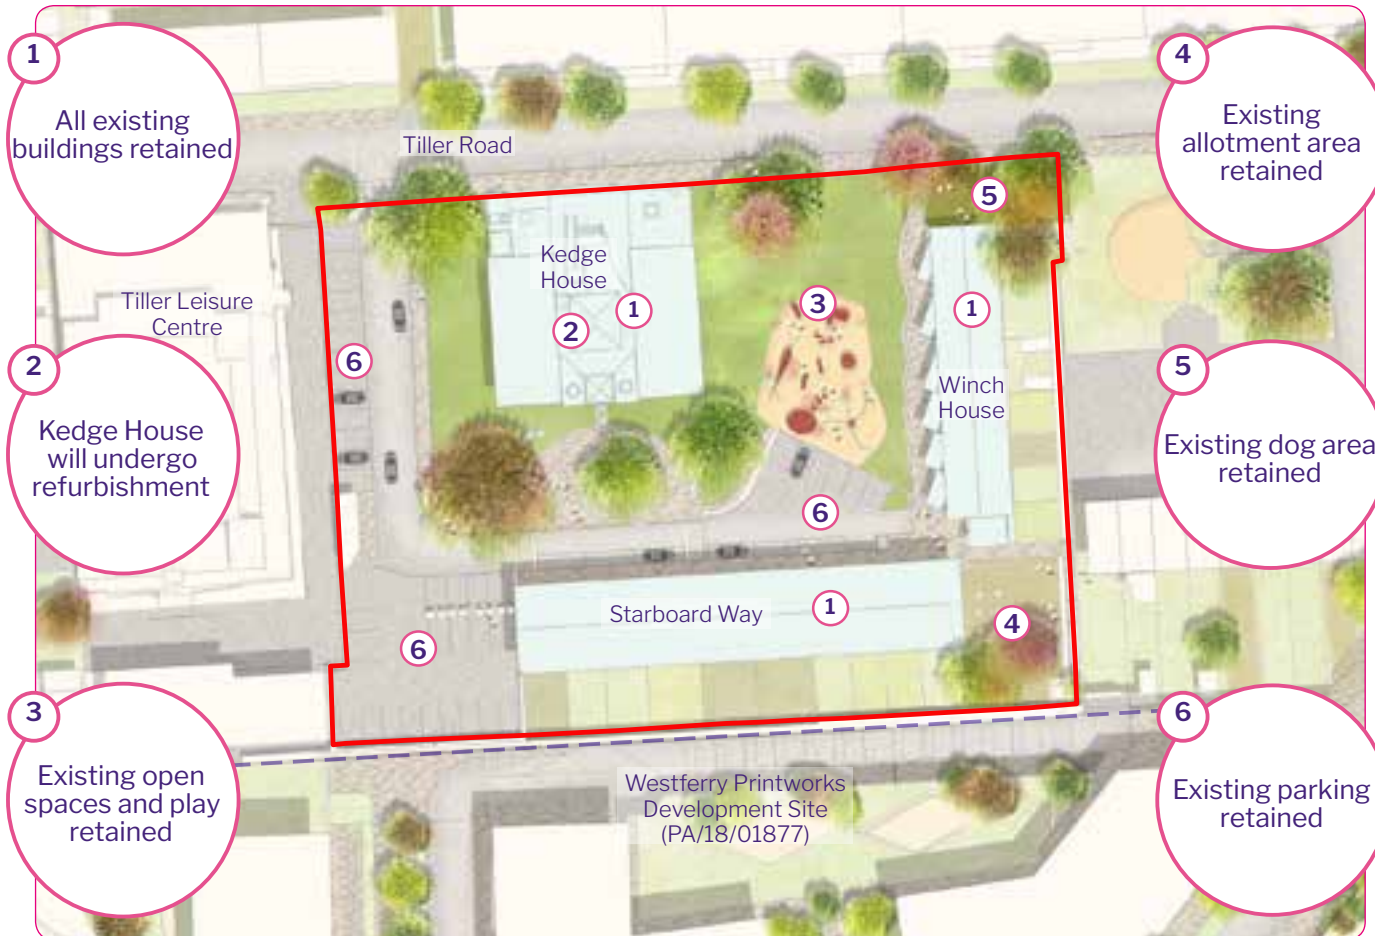 1
All existing
buildings retained
2
Kedge House
will undergo
refurbishment
3
Existing open
spaces and play
retained
Tiller Road
Tiller Leisure
Centre
Kedge
House
1
2
3
5
1
Winch
House
6
6
Starboard Way
1
4
6
Westferry Printworks
Development Site
(PA/18/01877)
4
Existing
allotment area
retained
5
Existing dog area
retained
6
Existing parking
retained